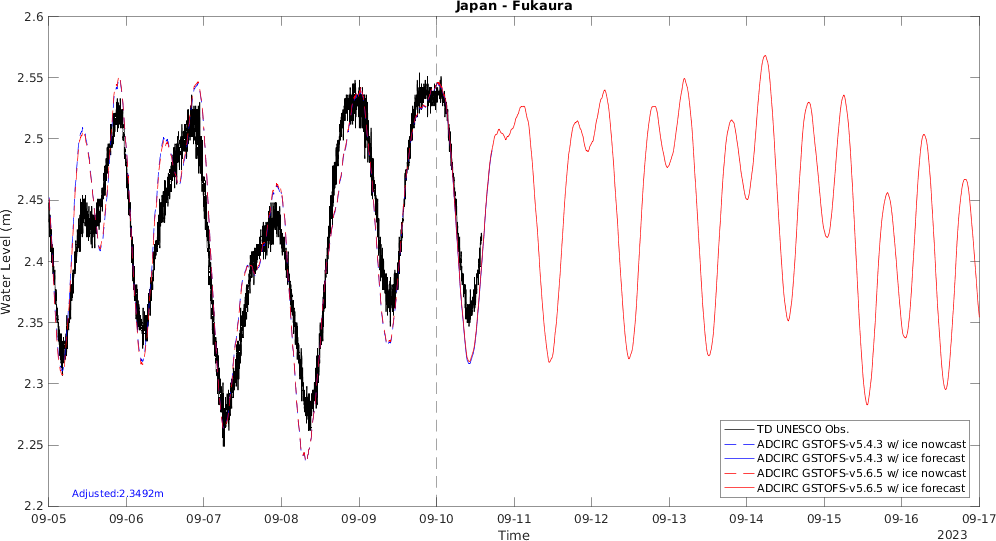 Japan - Fukaura
2.6
2.55
2.5
2.45
2.4
2.35
2.3
2.25
2.2
Water Level (m)
TD UNESCO Obs.
ADCIRC GSTOFS-v5.4.3 w/ ice nowcast
ADCIRC GSTOFS-v5.4.3 w/ ice forecast
ADCIRC GSTOFS-v5.6.5 w/ ice nowcast
ADCIRC GSTOFS-v5.6.5 w/ ice forecast
Adjusted:2.3492m
09-05 09-06 09-07 09-08 09-09 09-10 09-11 09-12 09-13 09-14 09-15 09-16 09-17
Time
2023